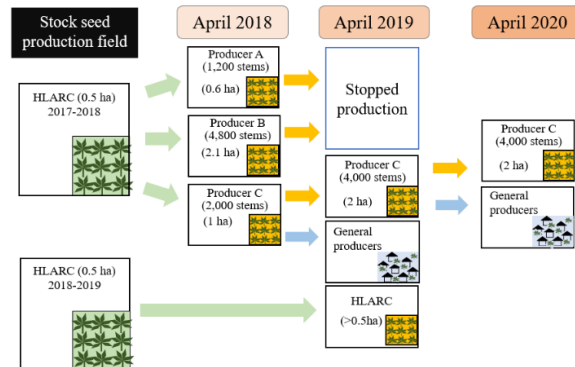 Stock seed
production field
April 2018
April 2019
April 2020
HLARC (0.5 ha)
2017-2018
Producer A
(1,200 stems)
(0.6 ha)
Producer B
(4,800 stems)
(2.1 ha)
Producer C
(2,000 stems)
(1 ha)
Stopped
production
Producer C
(4,000 stems)
(2 ha)
General
producers
Producer C
(4,000 stems)
(2 ha)
General
producers
HLARC (0.5 ha)
2018-2019
HLARC
(>0.5ha)